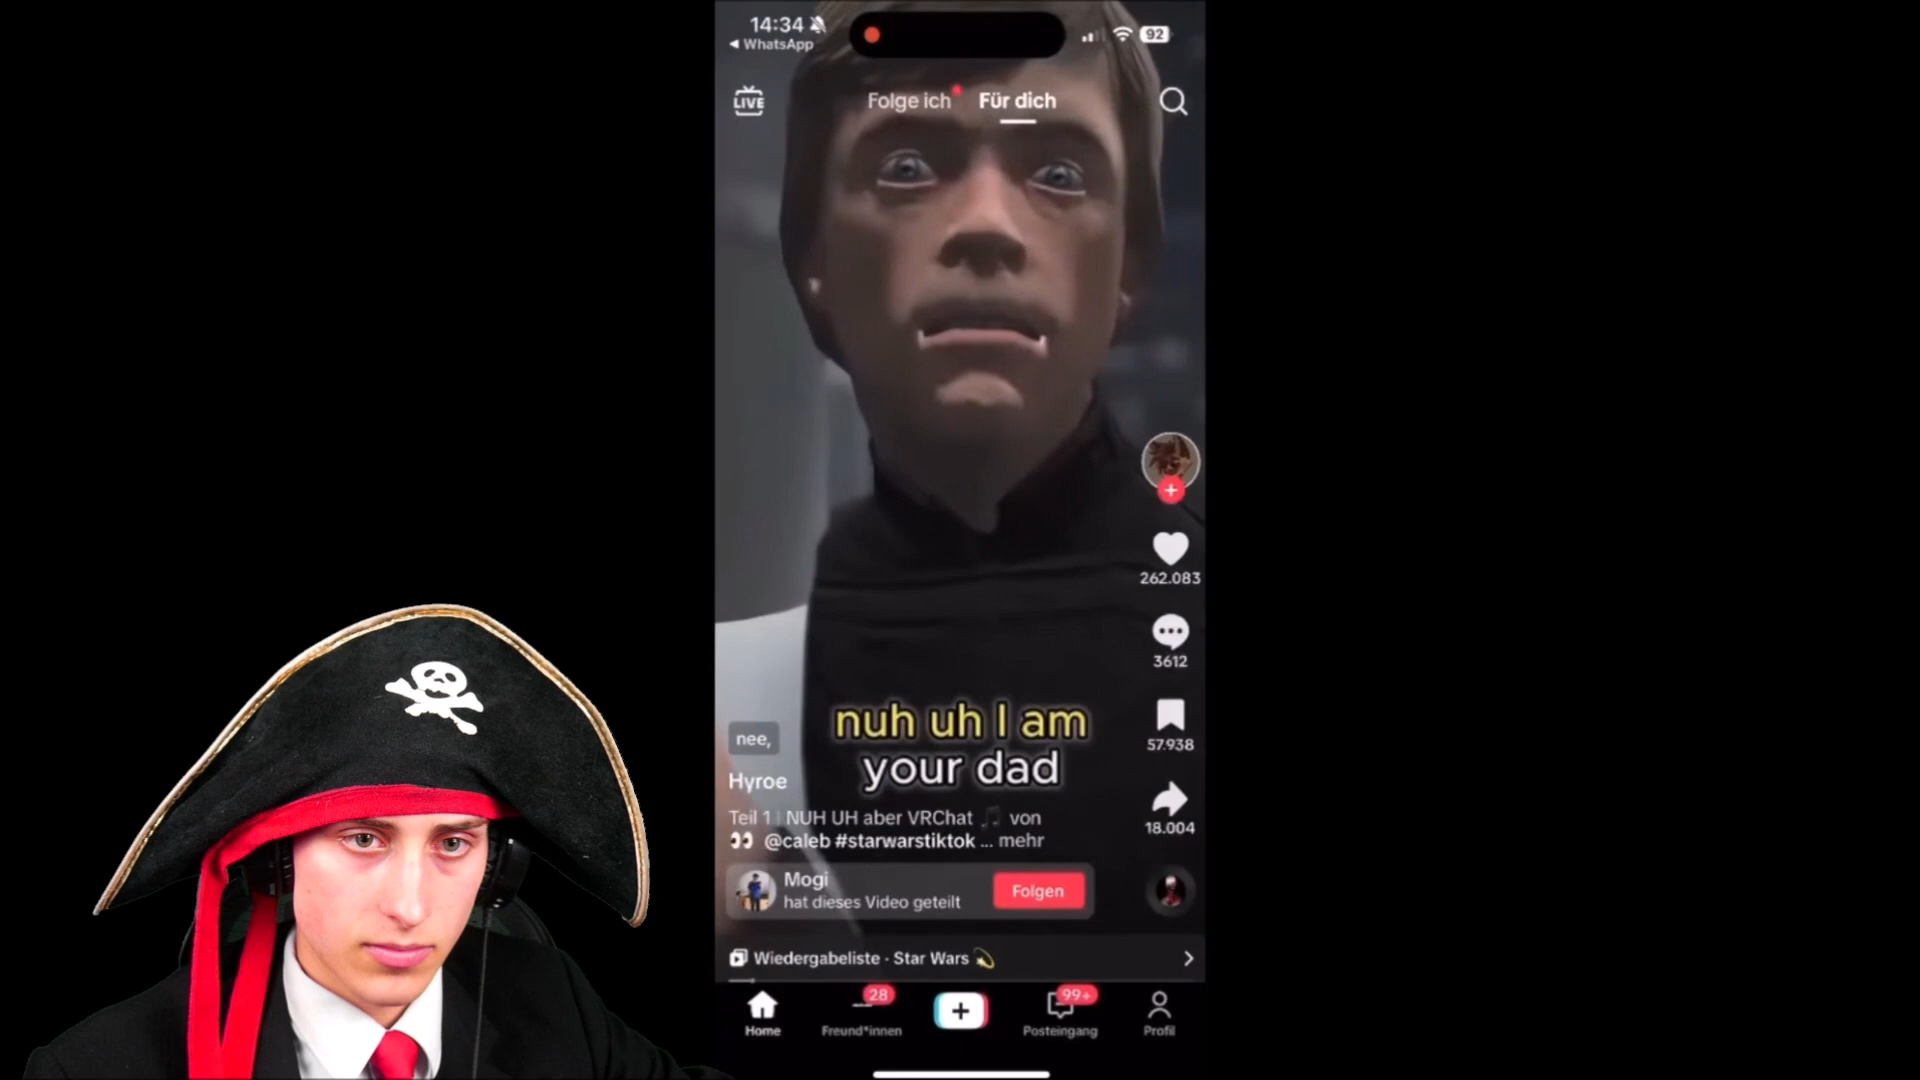 14:34
WhatsApp
92
LIVE
Folge ich
Für dich
262.083
3612
57.938
18.004
nuh uh I am
your dad
nee,
Hyroe
Teil 1 | NUH UH aber VRChat 🎵 von
👀 @caleb #starwarstiktok ... mehr
Mogi
hat dieses Video geteilt
Folgen
Wiedergabeliste · Star Wars 💫
Home
28
Freund*innen
99+
Posteingang
Profil